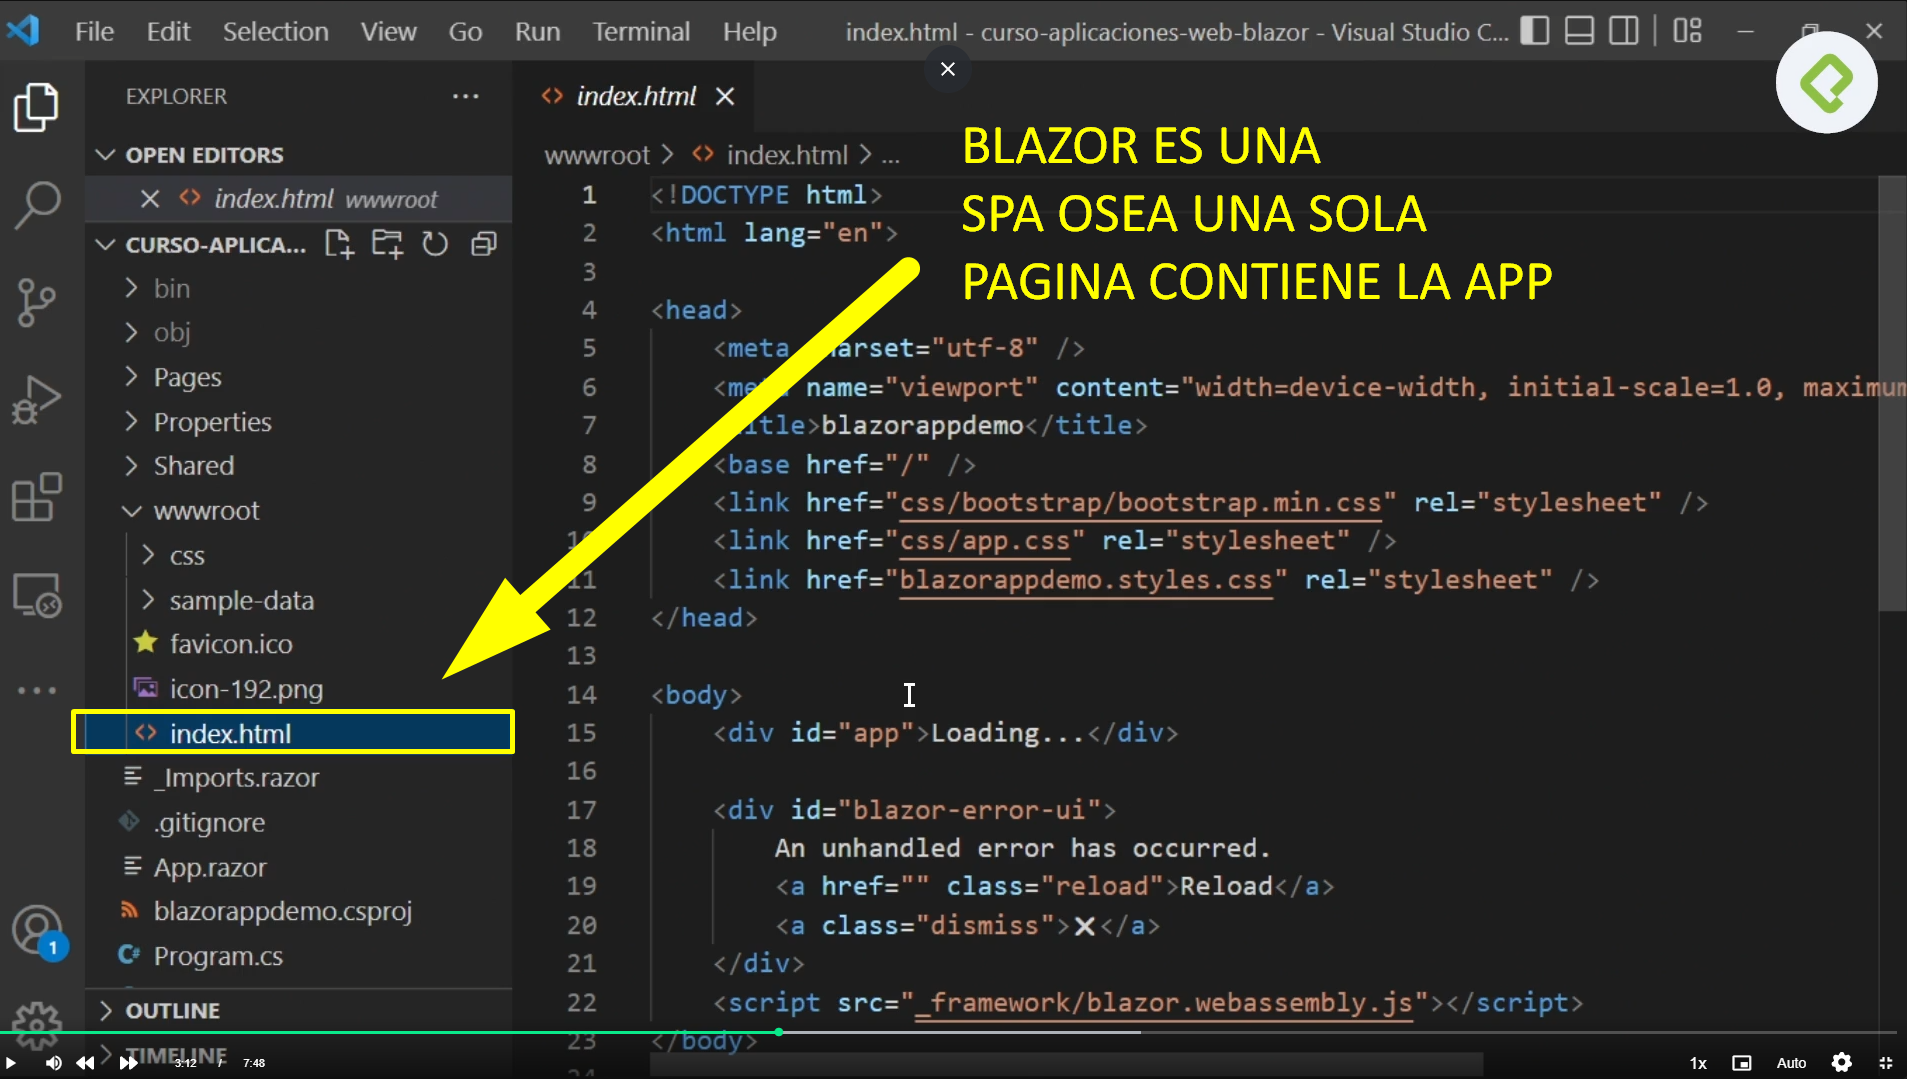 File Edit Selection View Go Run Terminal Help index.html - curso-aplicaciones-web-blazor - Visual Studio C...
EXPLORER
OPEN EDITORS
index.html wwwroot
CURSO-APLICA...
bin
obj
Pages
Properties
Shared
wwwroot
css
sample-data
favicon.ico
icon-192.png
index.html
_Imports.razor
.gitignore
App.razor
blazorappdemo.csproj
Program.cs
OUTLINE
TIMELINE
1
index.html
wwwroot > index.html > ...
BLAZOR ES UNA
SPA OSEA UNA SOLA
PAGINA CONTIENE LA APP
1 <!DOCTYPE html>
2 <html lang="en">
3
4 <head>
5 <meta harset="utf-8" />
6 <me name="viewport" content="width=device-width, initial-scale=1.0, maximum
7 itle>blazorappdemo</title>
8 <base href="/" />
9 <link href="css/bootstrap/bootstrap.min.css" rel="stylesheet" />
10 <link href="css/app.css" rel="stylesheet" />
11 <link href="blazorappdemo.styles.css" rel="stylesheet" />
12 </head>
13
14 <body>
15 <div id="app">Loading...</div>
16
17 <div id="blazor-error-ui">
18 An unhandled error has occurred.
19 <a href="" class="reload">Reload</a>
20 <a class="dismiss">🗙</a>
21 </div>
22 <script src="_framework/blazor.webassembly.js"></script>
23 </body>
24
3:12 / 7:48
1x Auto